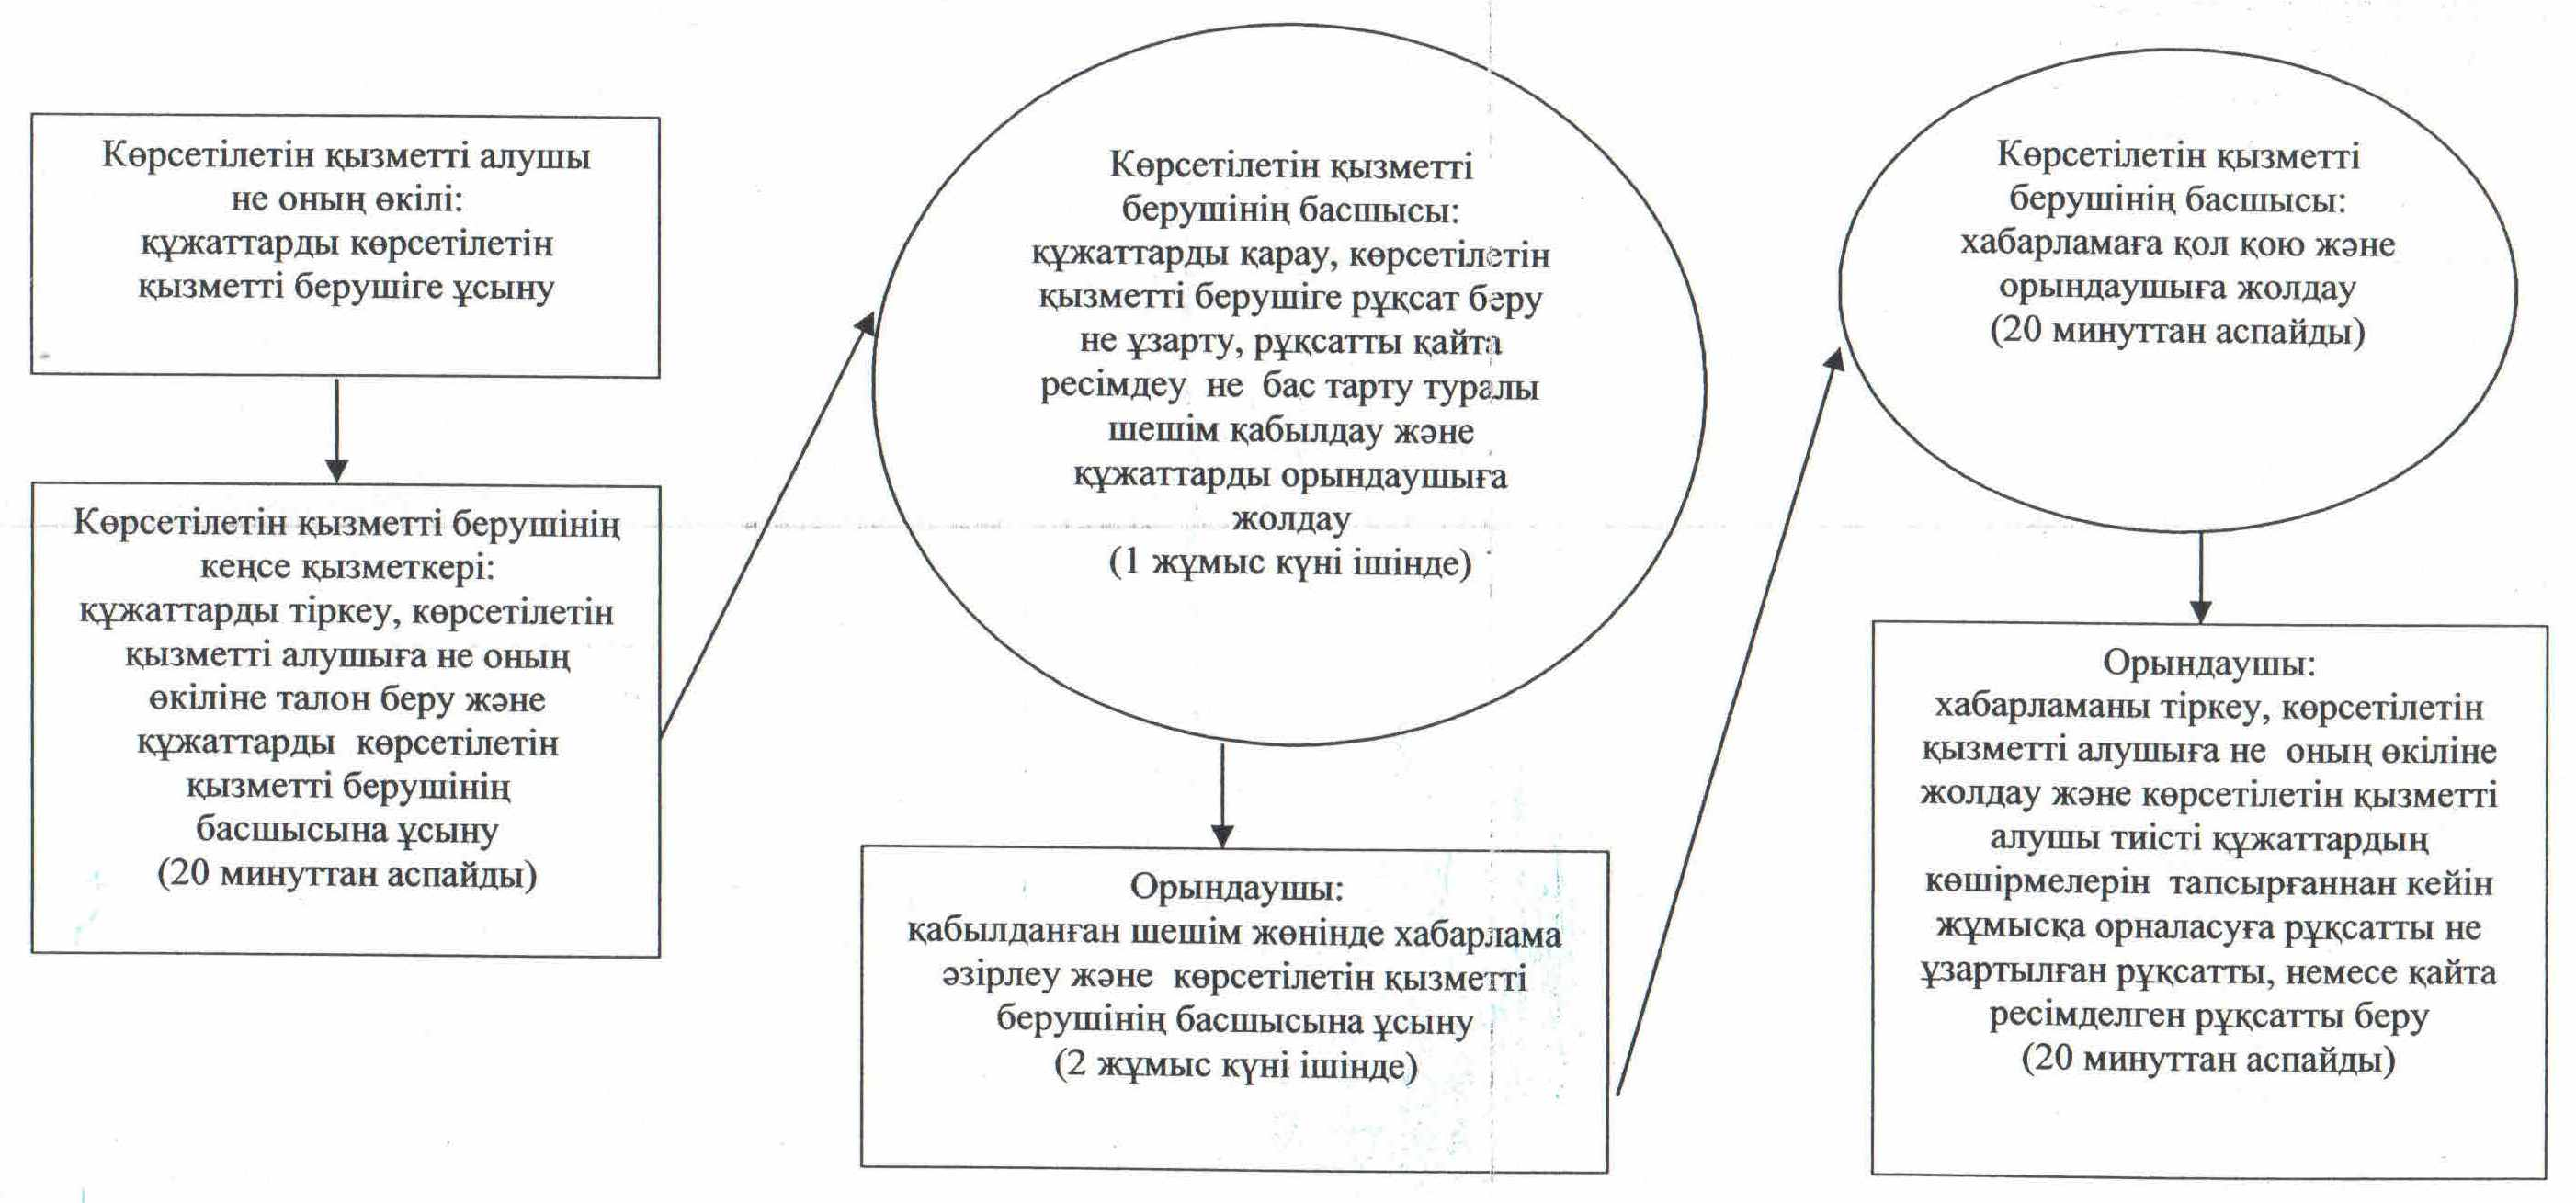 Көрсетілетін қызметті алушы
не оның өкілі:
құжаттарды көрсетілетін
қызметті берушіге ұсыну
Көрсетілетін қызметті берушінің
кеңсе қызметкері:
құжаттарды тіркеу, көрсетілетін
қызметті алушыға не оның
өкіліне талон беру және
құжаттарды көрсетілетін
қызметті берушінің
басшысына ұсыну
(20 минуттан аспайды)
Көрсетілетін қызметті
берушінің басшысы:
құжаттарды қарау, көрсетілетін
қызметті берушіге рұқсат беру
не ұзарту, рұқсатты қайта
ресімдеу не бас тарту туралы
шешім қабылдау және
құжаттарды орындаушыға
жолдау
(1 жұмыс күні ішінде)
Орындаушы:
қабылданған шешім жөнінде хабарлама
әзірлеу және көрсетілетін қызметті
берушінің басшысына ұсыну
(2 жұмыс күні ішінде)
Көрсетілетін қызметті
берушінің басшысы:
хабарламаға қол қою және
орындаушыға жолдау
(20 минуттан аспайды)
Орындаушы:
хабарламаны тіркеу, көрсетілетін
қызметті алушыға не оның өкіліне
жолдау және көрсетілетін қызметті
алушы тиісті құжаттардың
көшірмелерін тапсырғаннан кейін
жұмысқа орналасуға рұқсатты не
ұзартылған рұқсатты, немесе қайта
ресімделген рұқсатты беру
(20 минуттан аспайды)